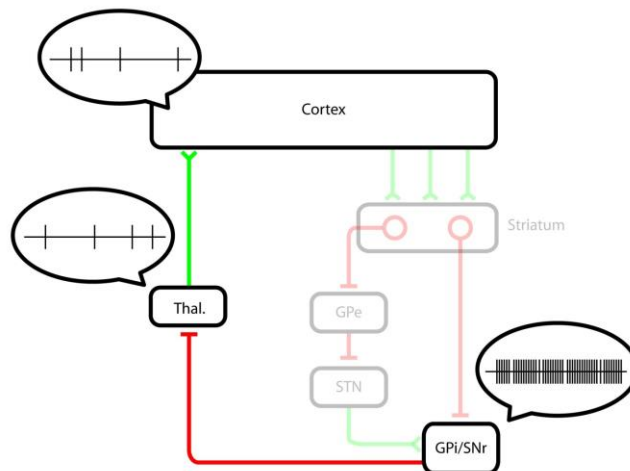 Cortex
Striatum
Thal.
GPe
STN
GPi/SNr